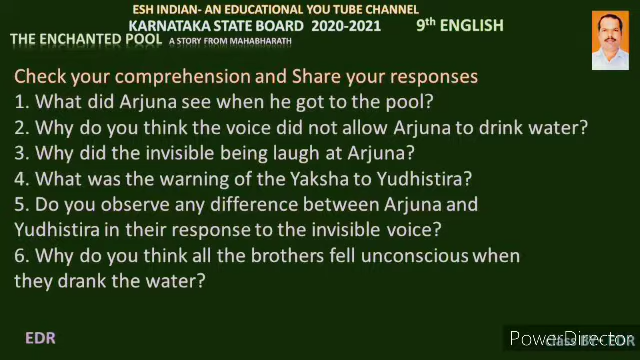 ESH INDIAN- AN EDUCATIONAL YOU TUBE CHANNEL
KARNATAKA STATE BOARD 2020-2021 9th ENGLISH
THE ENCHANTED POOL A STORY FROM MAHABHARATH
Check your comprehension and Share your responses
1. What did Arjuna see when he got to the pool?
2. Why do you think the voice did not allow Arjuna to drink water?
3. Why did the invisible being laugh at Arjuna?
4. What was the warning of the Yaksha to Yudhistira?
5. Do you observe any difference between Arjuna and
Yudhistira in their response to the invisible voice?
6. Why do you think all the brothers fell unconscious when
they drank the water?
EDR
PowerDirector